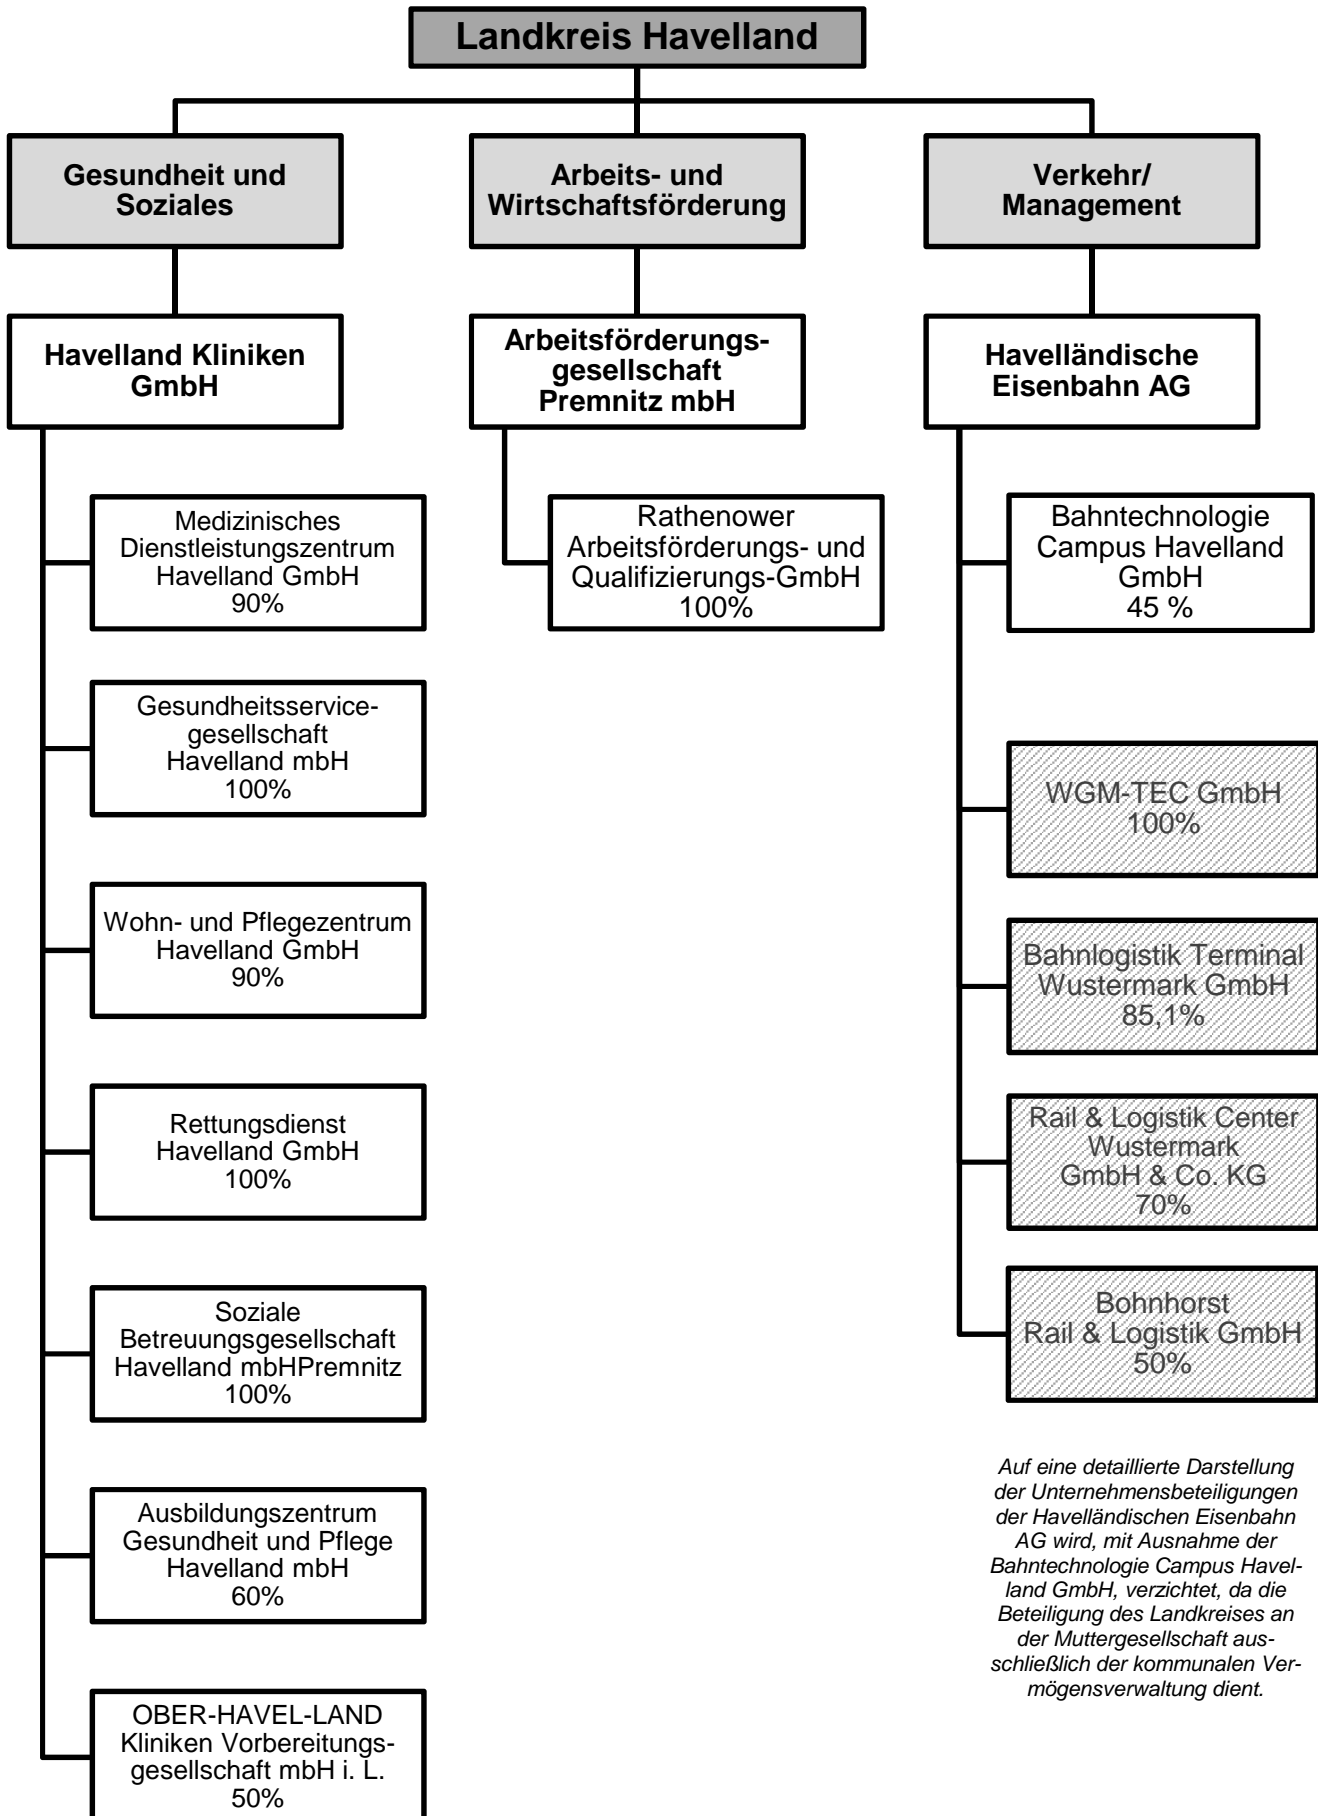 Landkreis Havelland
Gesundheit und
Soziales
Arbeits- und
Wirtschaftsförderung
Verkehr/
Management
Havelland Kliniken
GmbH
Arbeitsförderungs-
gesellschaft
Premnitz mbH
Havelländische
Eisenbahn AG
Medizinisches
Dienstleistungszentrum
Havelland GmbH
90%
Gesundheitsservice-
gesellschaft
Havelland mbH
100%
Wohn- und Pflegezentrum
Havelland GmbH
90%
Rettungsdienst
Havelland GmbH
100%
Soziale
Betreuungsgesellschaft
Havelland mbHPremnitz
100%
Ausbildungszentrum
Gesundheit und Pflege
Havelland mbH
60%
OBER-HAVEL-LAND
Kliniken Vorbereitungs-
gesellschaft mbH i. L.
50%
Rathenower
Arbeitsförderungs- und
Qualifizierungs-GmbH
100%
Bahntechnologie
Campus Havelland
GmbH
45 %
WGM-TEC GmbH
100%
Bahnlogistik Terminal
Wustermark GmbH
85,1%
Rail & Logistik Center
Wustermark
GmbH & Co. KG
70%
Bohnhorst
Rail & Logistik GmbH
50%
Auf eine detaillierte Darstellung
der Unternehmensbeteiligungen
der Havelländischen Eisenbahn
AG wird, mit Ausnahme der
Bahntechnologie Campus Havel-
land GmbH, verzichtet, da die
Beteiligung des Landkreises an
der Muttergesellschaft aus-
schließlich der kommunalen Ver-
mögensverwaltung dient.